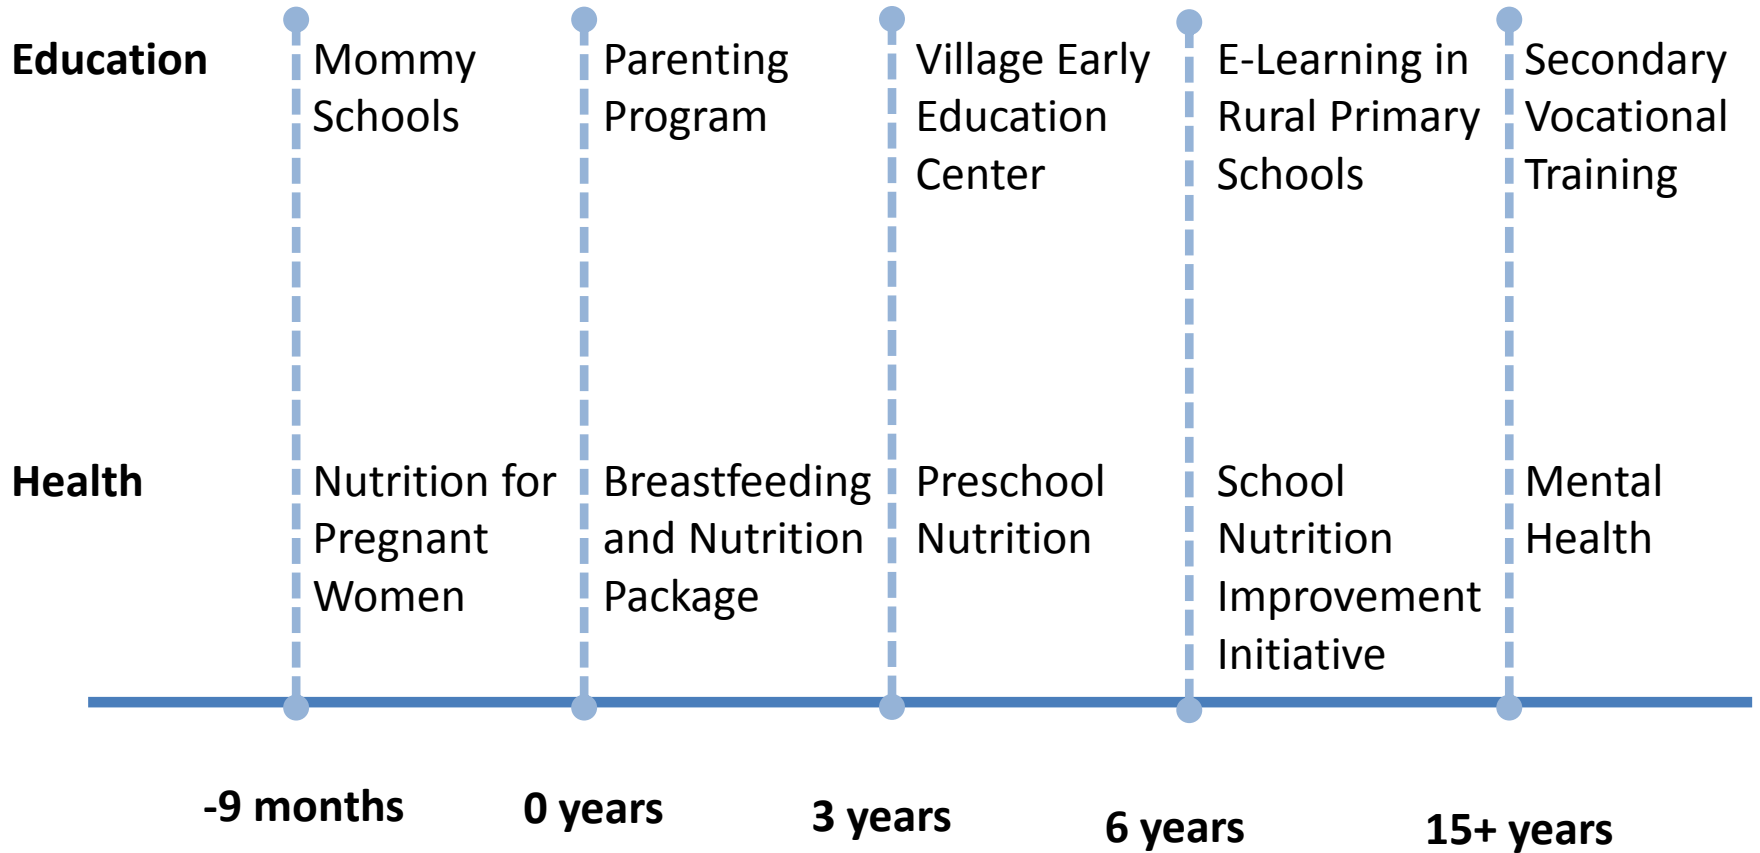 Education
Mommy
Schools
Parenting
Program
Village Early
Education
Center
E-Learning in
Rural Primary
Schools
Secondary
Vocational
Training
Health
Nutrition for
Pregnant
Women
Breastfeeding
and Nutrition
Package
Preschool
Nutrition
School
Nutrition
Improvement
Initiative
Mental
Health
-9 months
0 years
3 years
6 years
15+ years